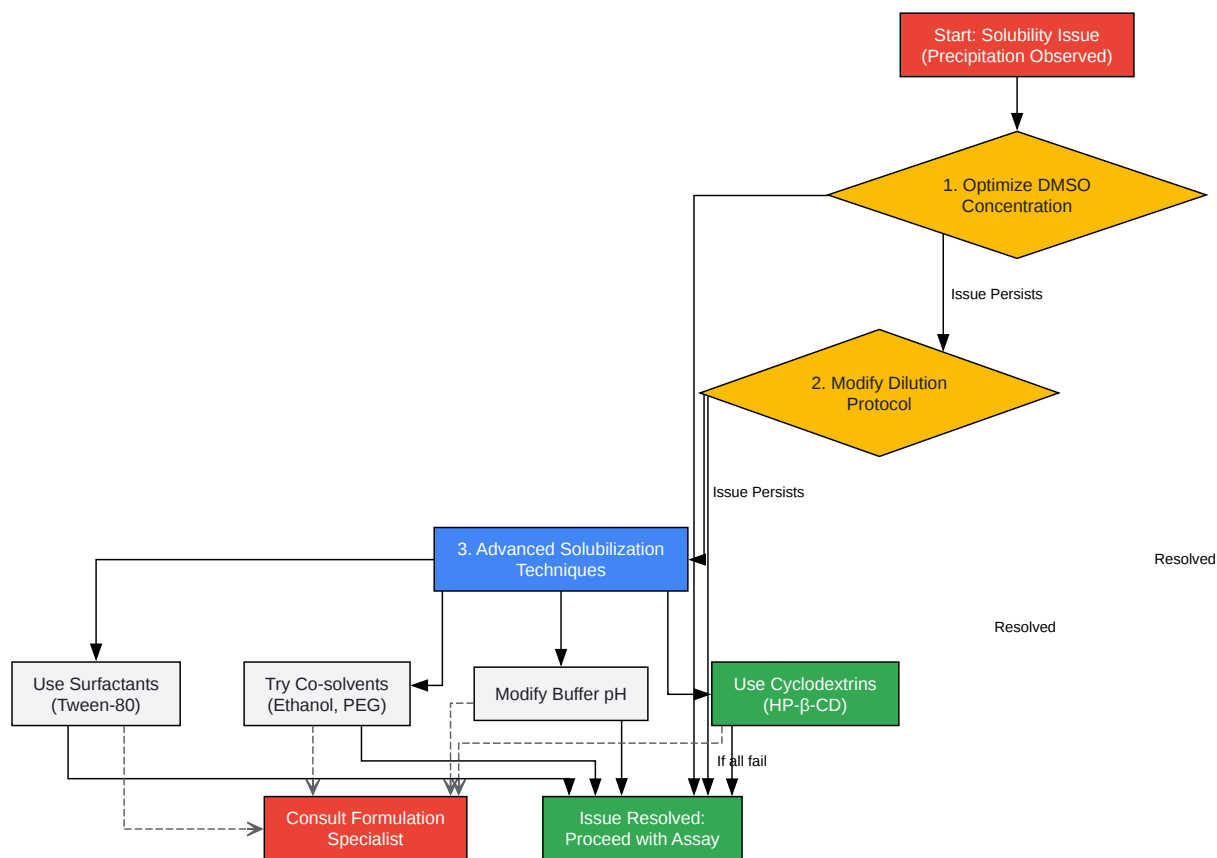 Start: Solubility Issue
(Precipitation Observed)
1. Optimize DMSO
Concentration
Issue Persists
2. Modify Dilution
Protocol
Issue Persists
3. Advanced Solubilization
Techniques
Resolved
Resolved
Use Surfactants
(Tween-80)
Try Co-solvents
(Ethanol, PEG)
Modify Buffer pH
Use Cyclodextrins
(HP-β-CD)
If all fail
Consult Formulation
Specialist
Issue Resolved:
Proceed with Assay